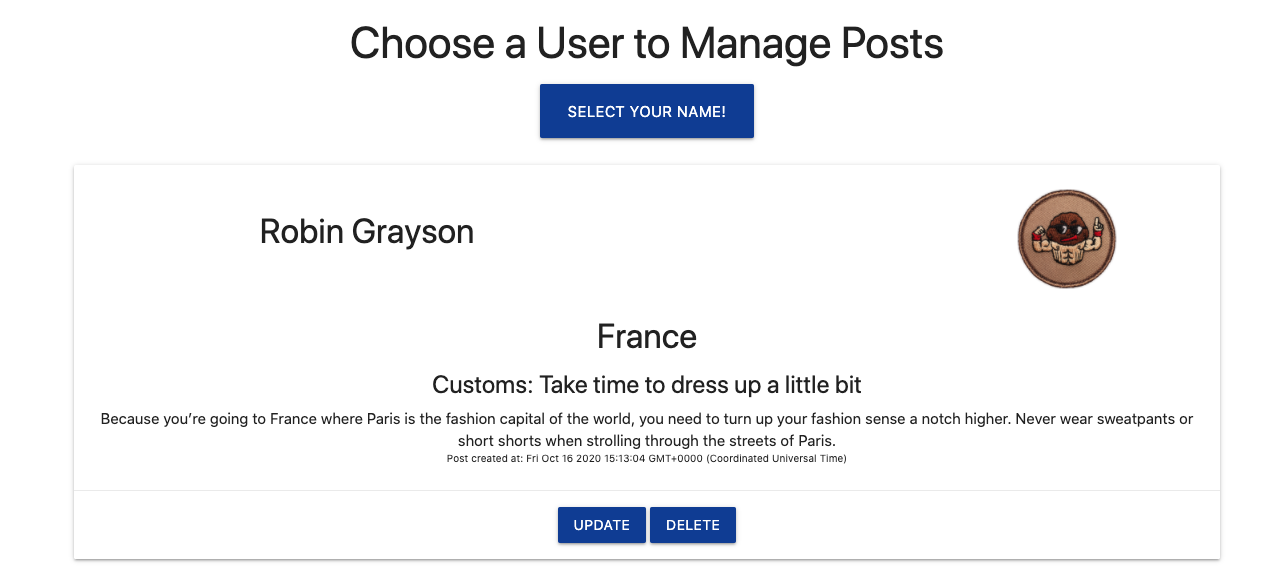 Choose a User to Manage Posts
SELECT YOUR NAME!
Robin Grayson
France
Customs: Take time to dress up a little bit
Because you’re going to France where Paris is the fashion capital of the world, you need to turn up your fashion sense a notch higher. Never wear sweatpants or
short shorts when strolling through the streets of Paris.
Post created at: Fri Oct 16 2020 15:13:04 GMT+0000 (Coordinated Universal Time)
UPDATE DELETE